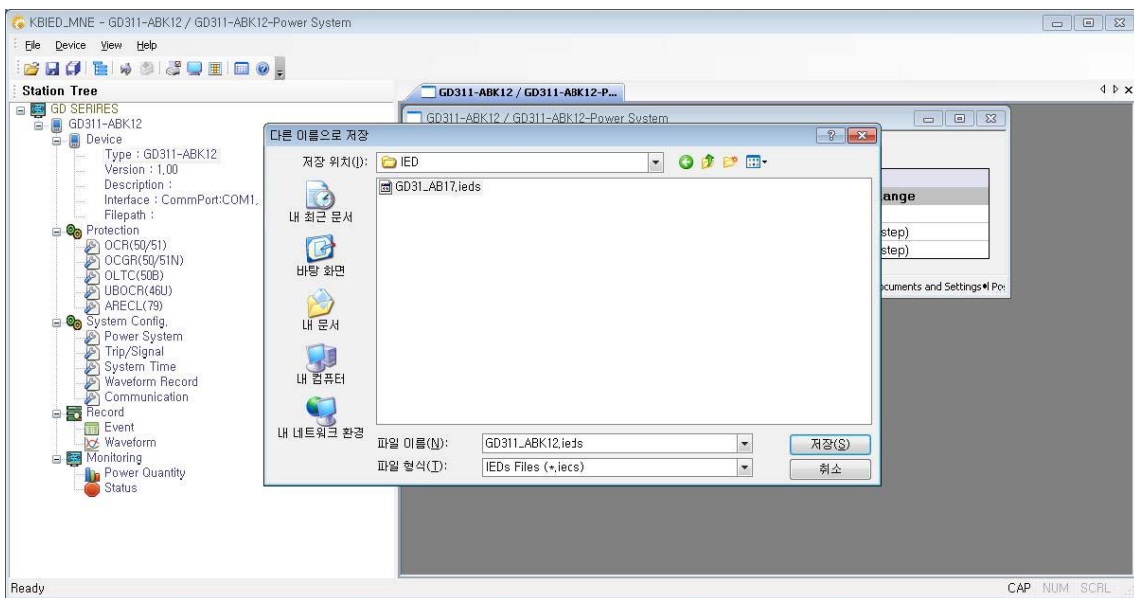 KBIED_MNE - GD311-ABK12 / GD311-ABK12-Power System
File Device View Help
Station Tree
GD311-ABK12 / GD311-ABK12-P...
GD SERIRES
GD311-ABK12
Device
Type : GD311-ABK12
Version : 1,00
Description :
Interface : CommPort:COM1,
Filepath :
Protection
OCR(50/51)
OCGR(50/51N)
OLTC(50B)
UBOCR(46U)
ARECL(79)
System Config,
Power System
Trip/Signal
System Time
Waveform Record
Communication
Record
Event
Waveform
Monitoring
Power Quantity
Status
GD311-ABK12 / GD311-ABK12-Power System
다른 이름으로 저장
저장 위치(I):
IED
GD31_AB17,ieds
내 최근 문서
바탕 화면
내 문서
내 컴퓨터
내 네트워크 환경
파일 이름(N):
GD311_ABK12,ieds
저장(S)
파일 형식(T):
IEDs Files (*,iecs)
취소
ange
step)
step)
ocuments and Settings
Ready
CAP NUM SCRL